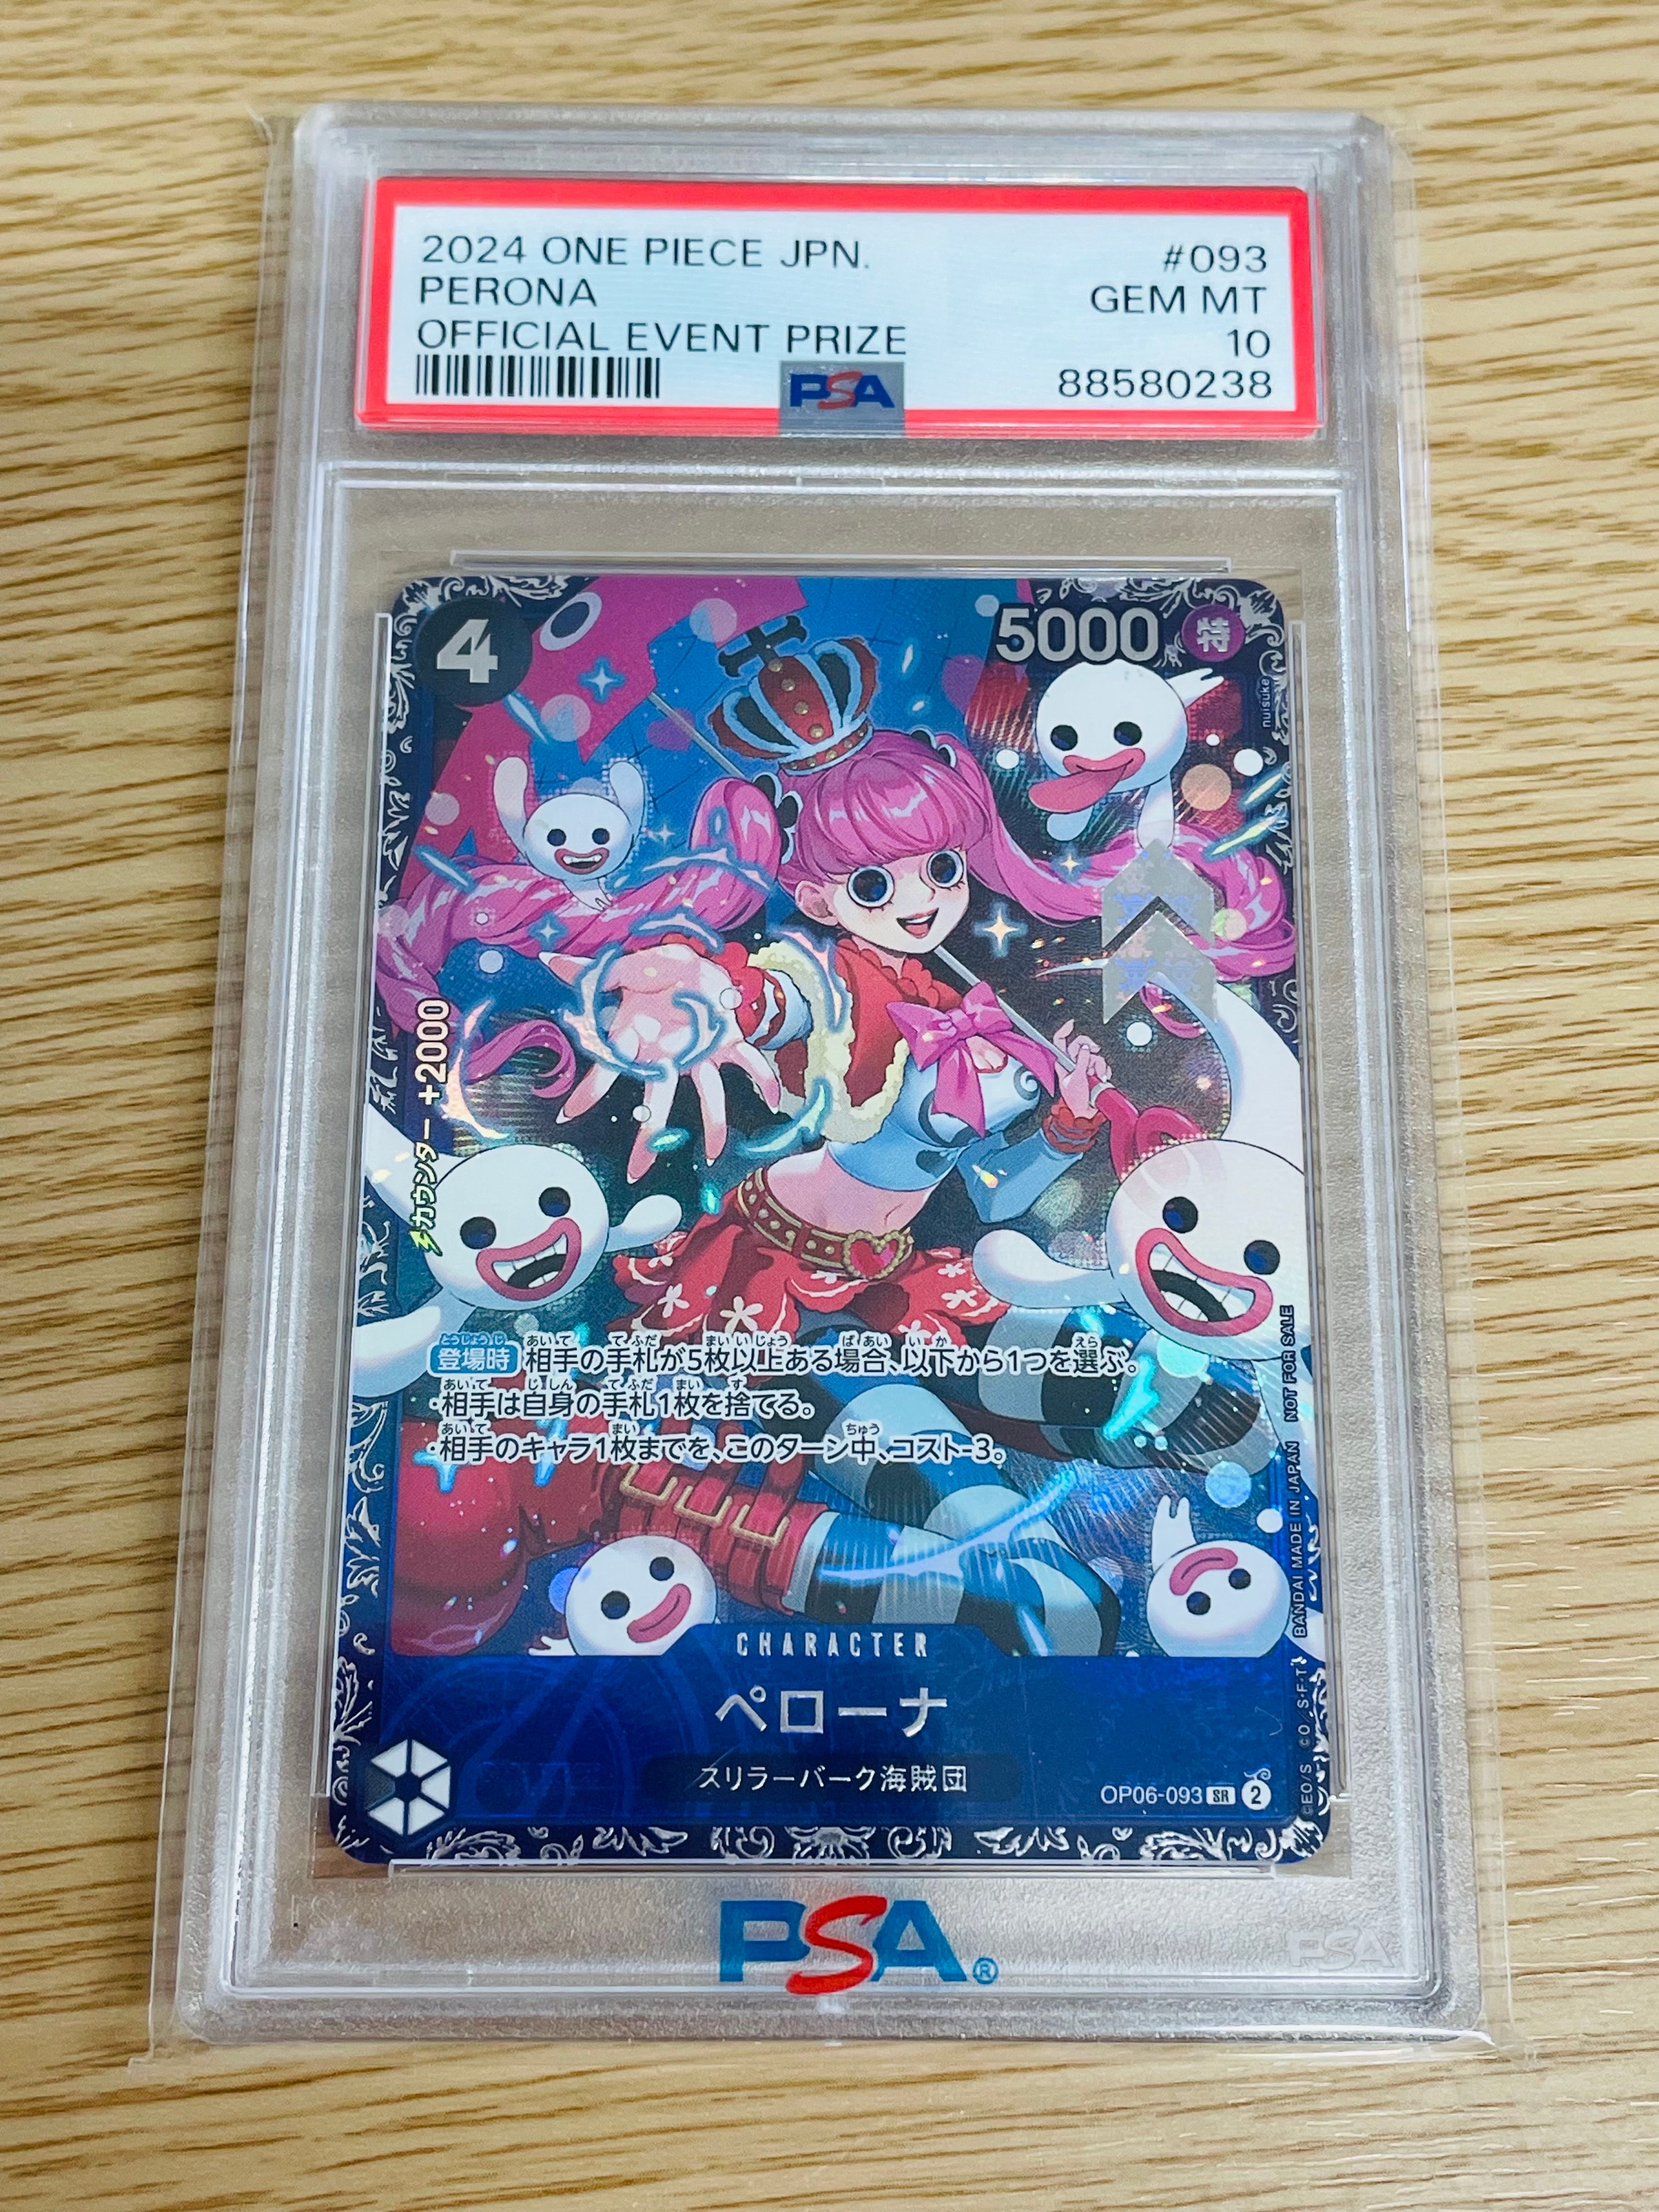 2024 ONE PIECE JPN. #093
PERONA GEM MT
OFFICIAL EVENT PRIZE 10
PSA 88580238
4 5000 特
nuisuke
カウンター +2000
登場時 相手の手札が5枚以上ある場合、以下から1つを選ぶ。
・相手は自身の手札1枚を捨てる。
・相手のキャラ1枚までを、このターン中、コスト-3。
BANDAI MADE IN JAPAN NOT FOR SALE
CHARACTER
ペローナ
スリラーバーク海賊団
OP06-093 SR 2
©EO/S ©O, S・F・T
PSA®
PSA